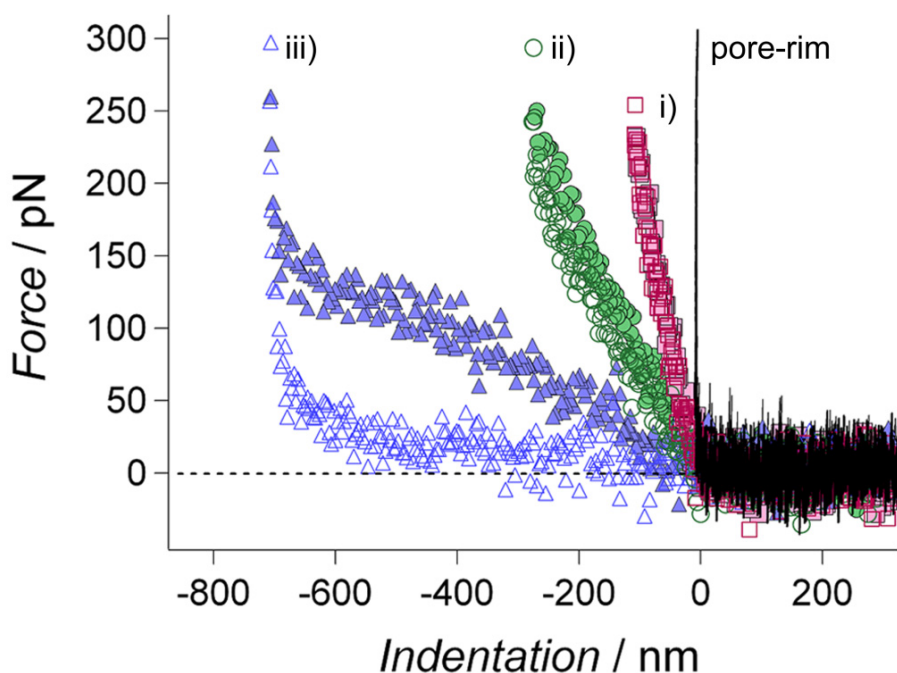 300
250
200
150
100
50
0
Force / pN
iii)
ii)
i)
pore-rim
-800 -600 -400 -200 0 200
Indentation / nm